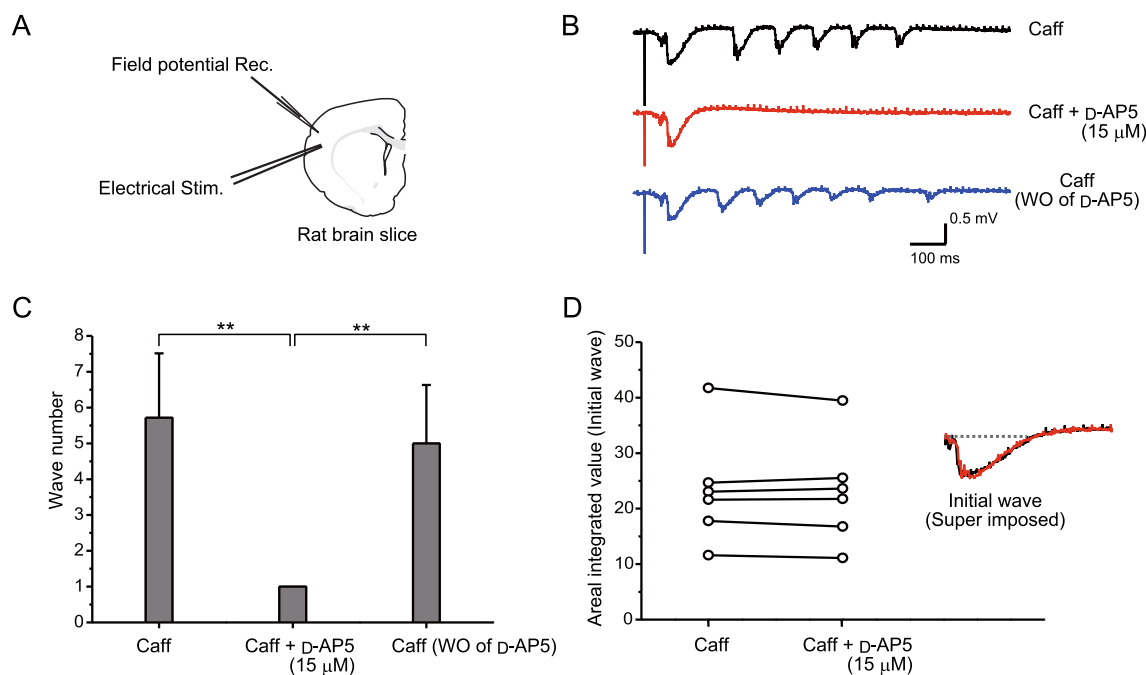 A
Field potential Rec.
Electrical Stim.
Rat brain slice
B
Caff
Caff + D-AP5
(15 μM)
Caff
(WO of D-AP5)
0.5 mV
100 ms
C
Wave number
8
7
6
5
4
3
2
1
0
**
**
Caff
Caff + D-AP5
(15 μM)
Caff (WO of D-AP5)
D
Areal integrated value (Initial wave)
50
40
30
20
10
0
Caff
Caff + D-AP5
(15 μM)
Initial wave
(Super imposed)